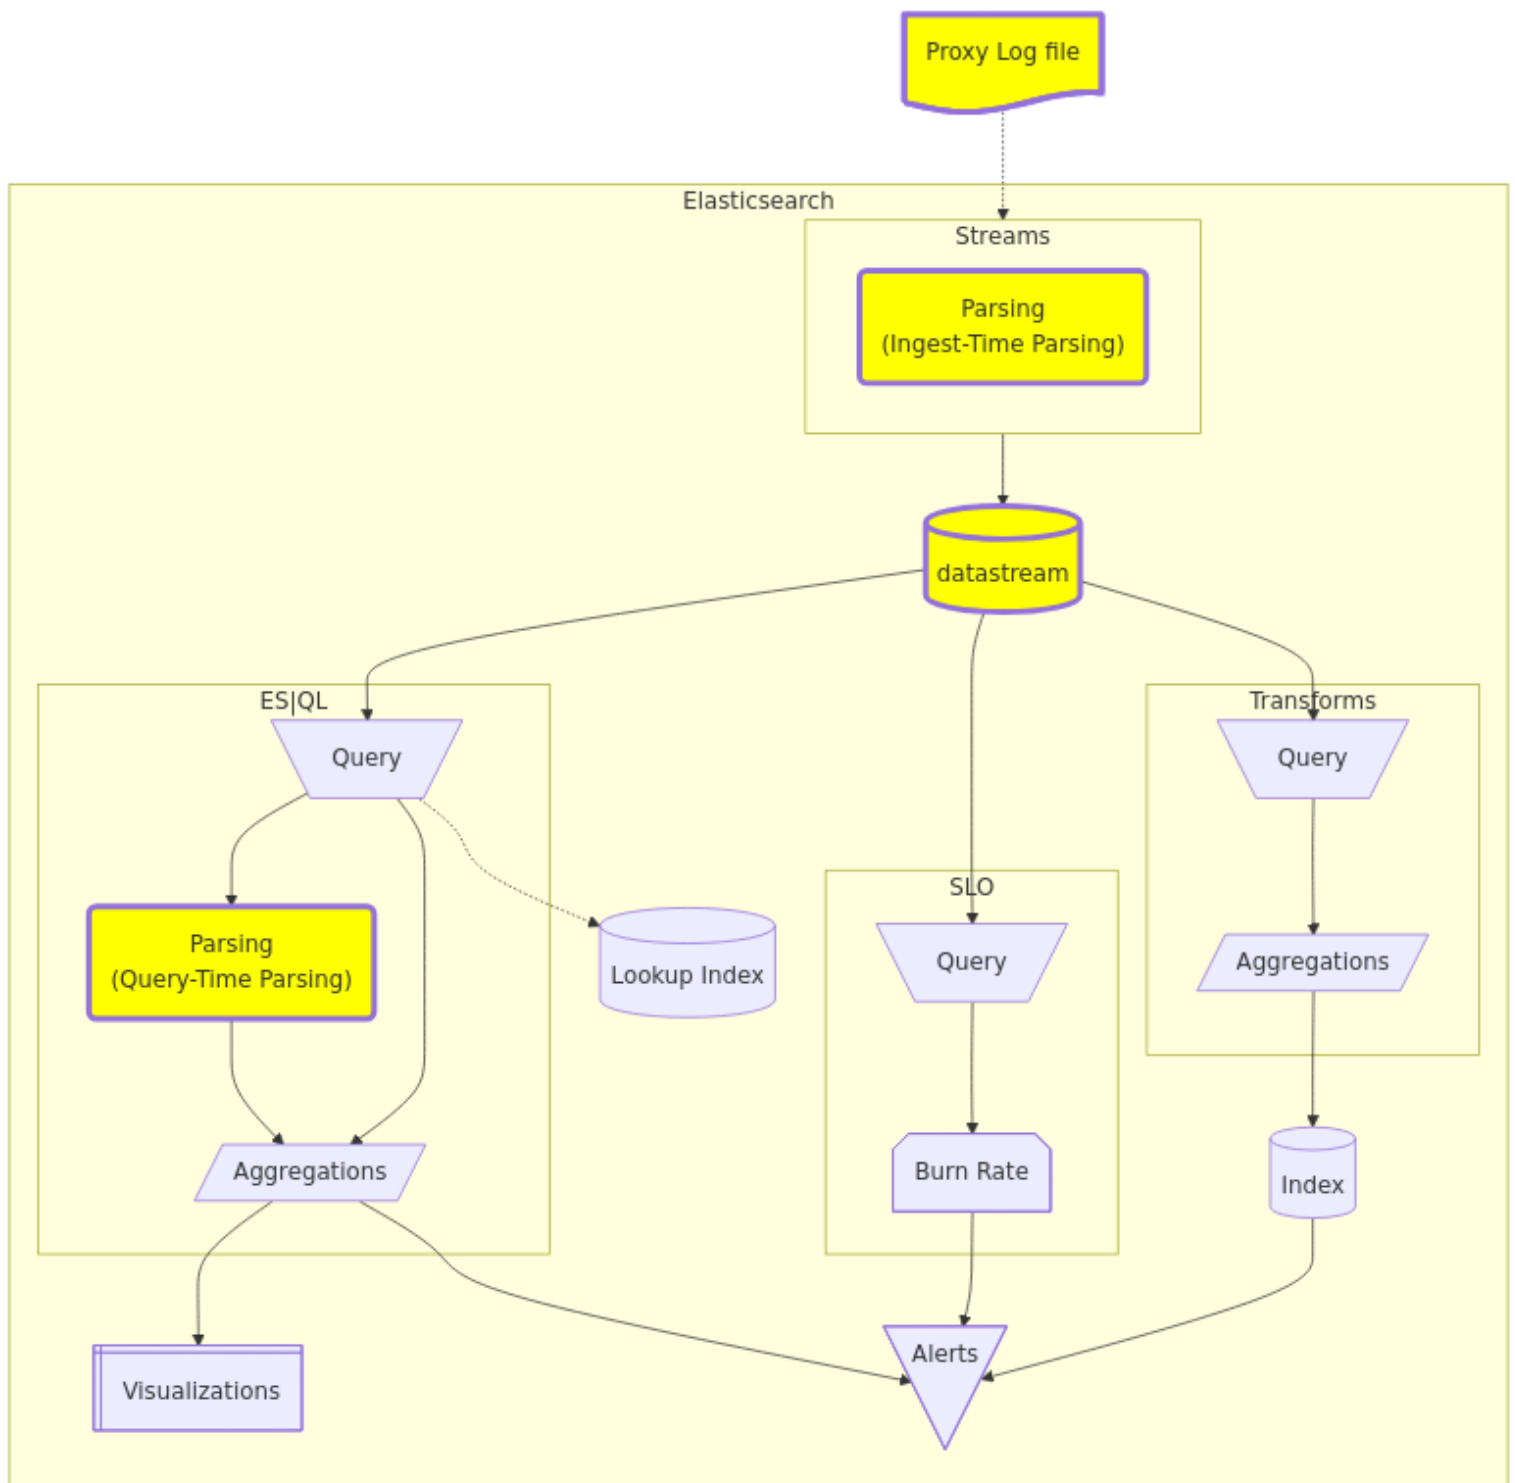 Proxy Log file
Elasticsearch
Streams
Parsing
(Ingest-Time Parsing)
datastream
ES|QL
Transforms
Query
Query
SLO
Parsing
(Query-Time Parsing)
Lookup Index
Query
Aggregations
Aggregations
Burn Rate
Index
Alerts
Visualizations